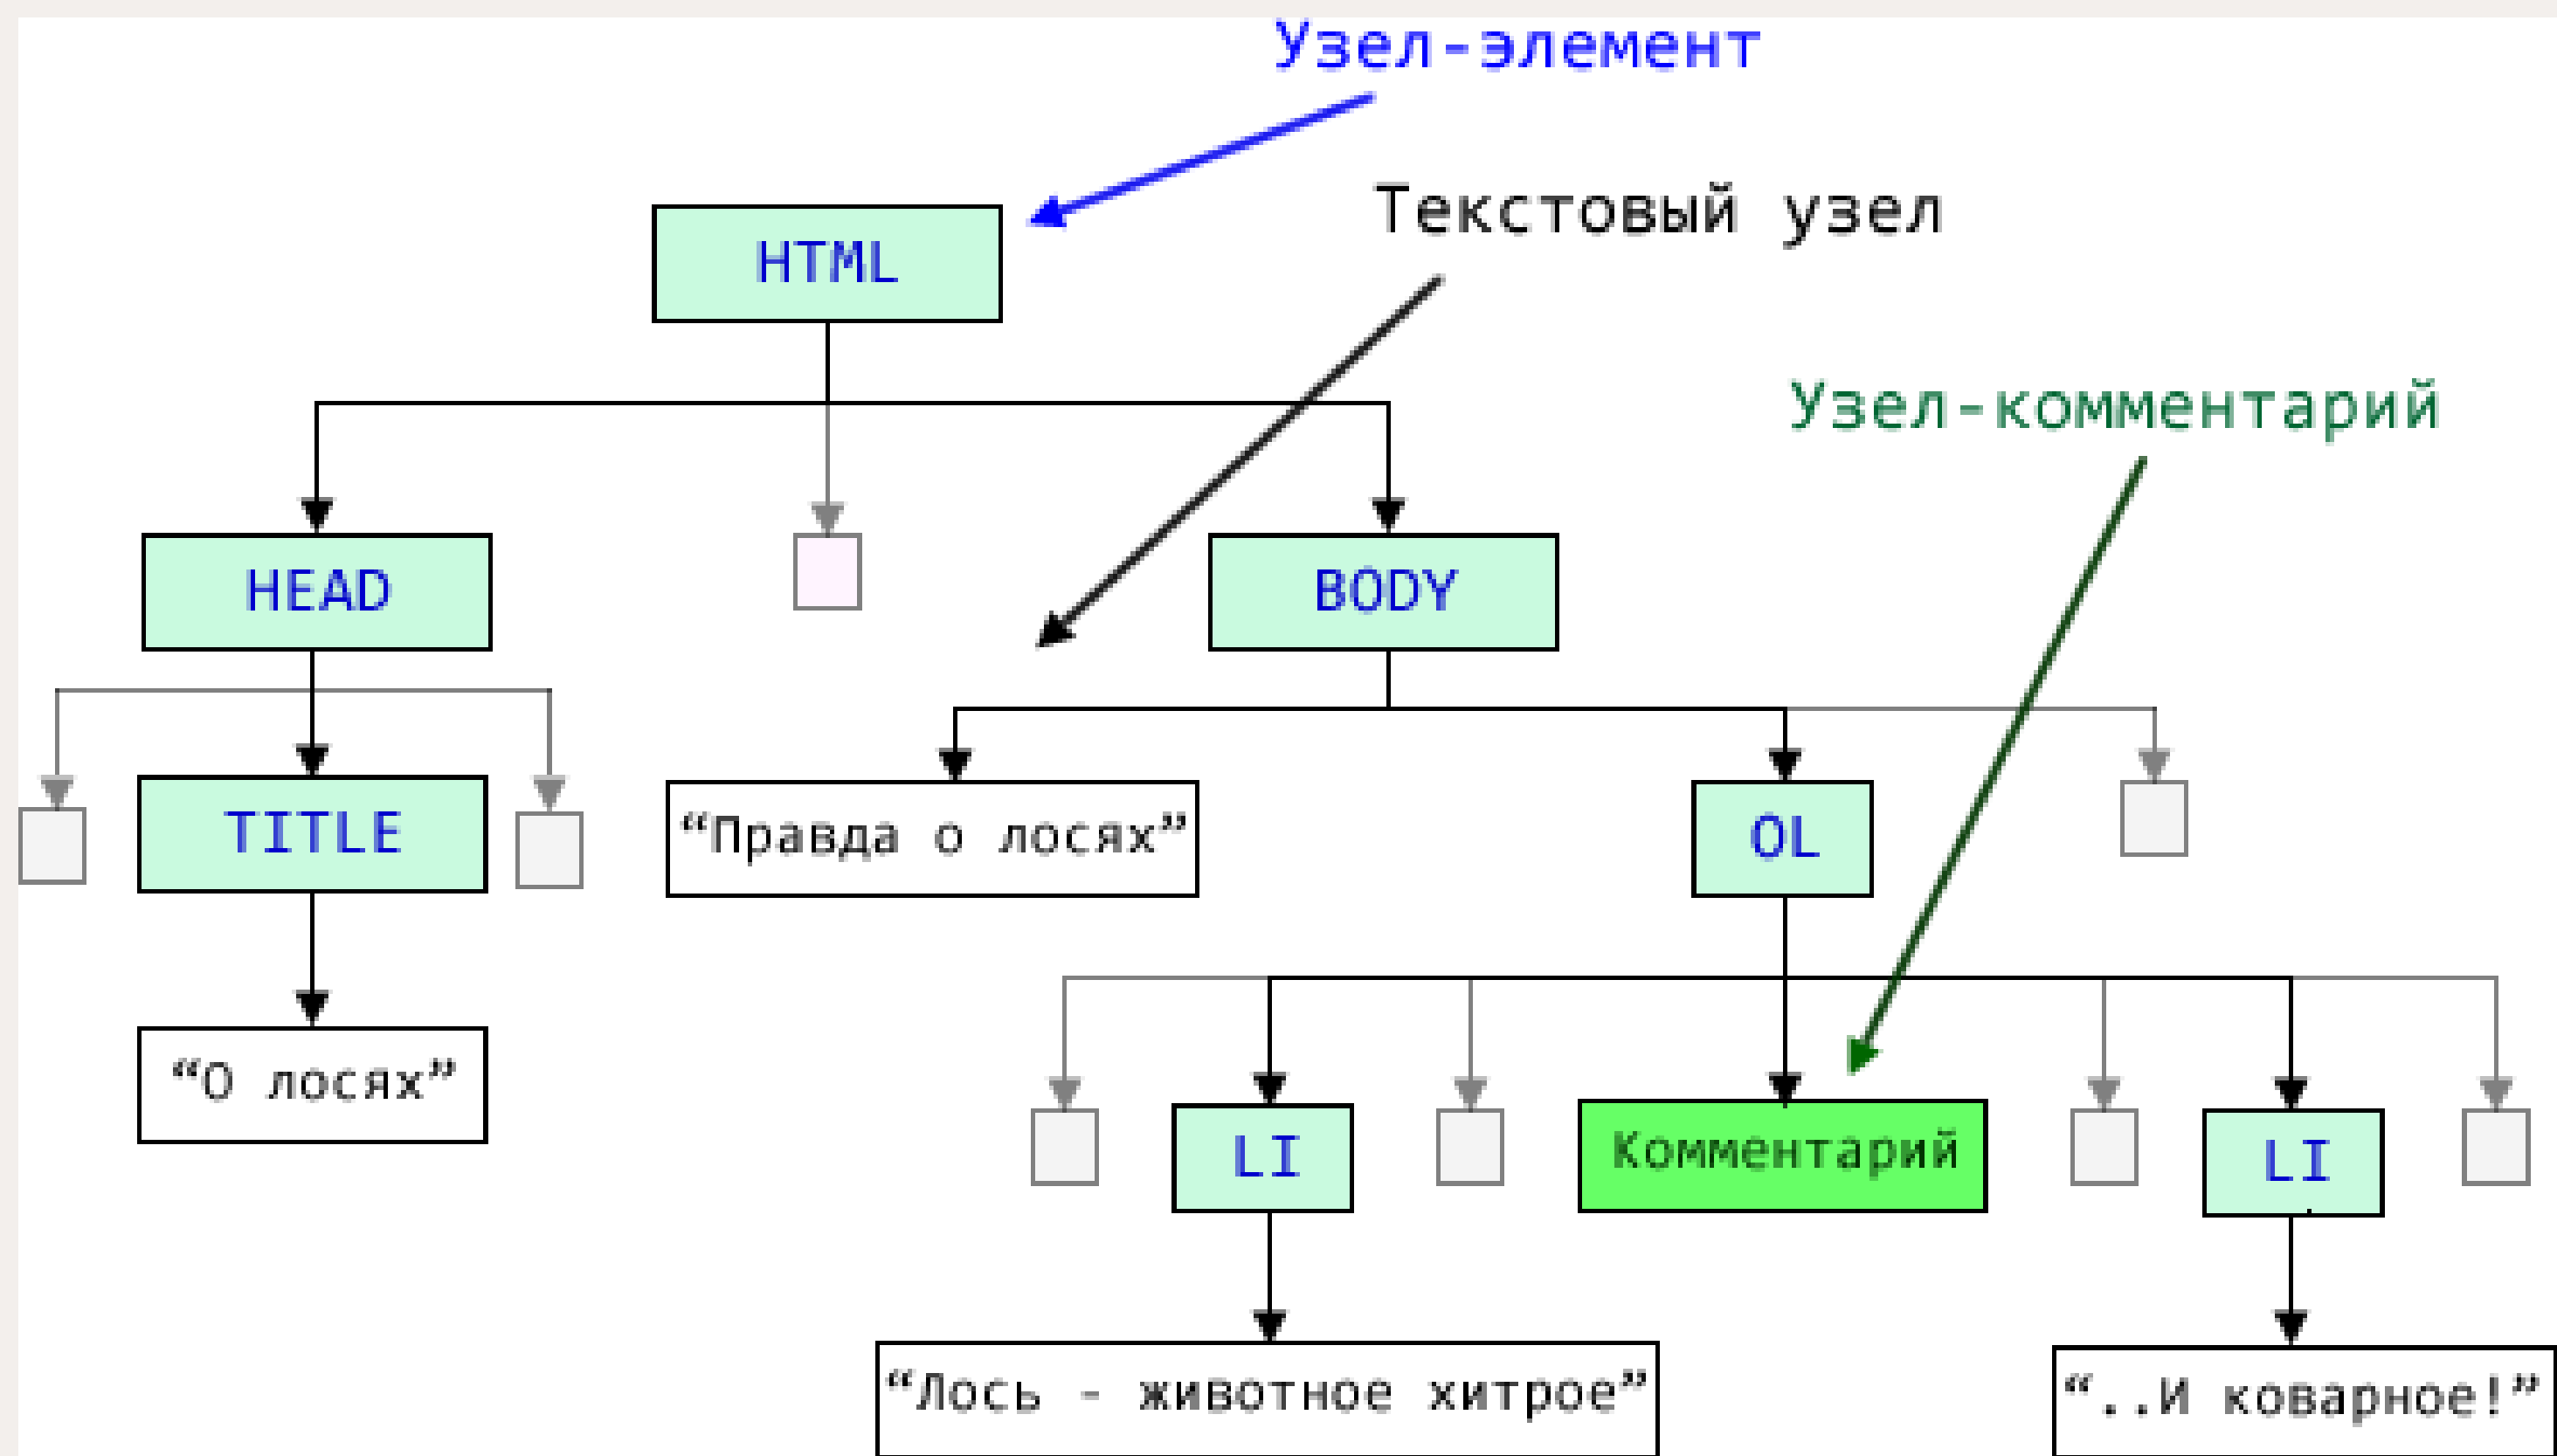 Узел-элемент
Текстовый узел
HTML
Узел-комментарий
HEAD
BODY
TITLE
“Правда о лосях”
OL
“О лосях”
LI
Комментарий
LI
“Лось - животное хитрое”
“..И коварное!”